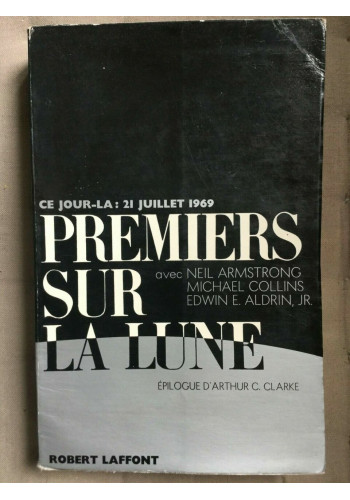 CE JOUR-LA : 21 JUILLET 1969
PREMIERS
avec NEIL ARMSTRONG
MICHAEL COLLINS
EDWIN E. ALDRIN, JR.
SUR
LA LUNE
ÉPILOGUE D'ARTHUR C. CLARKE
ROBERT LAFFONT